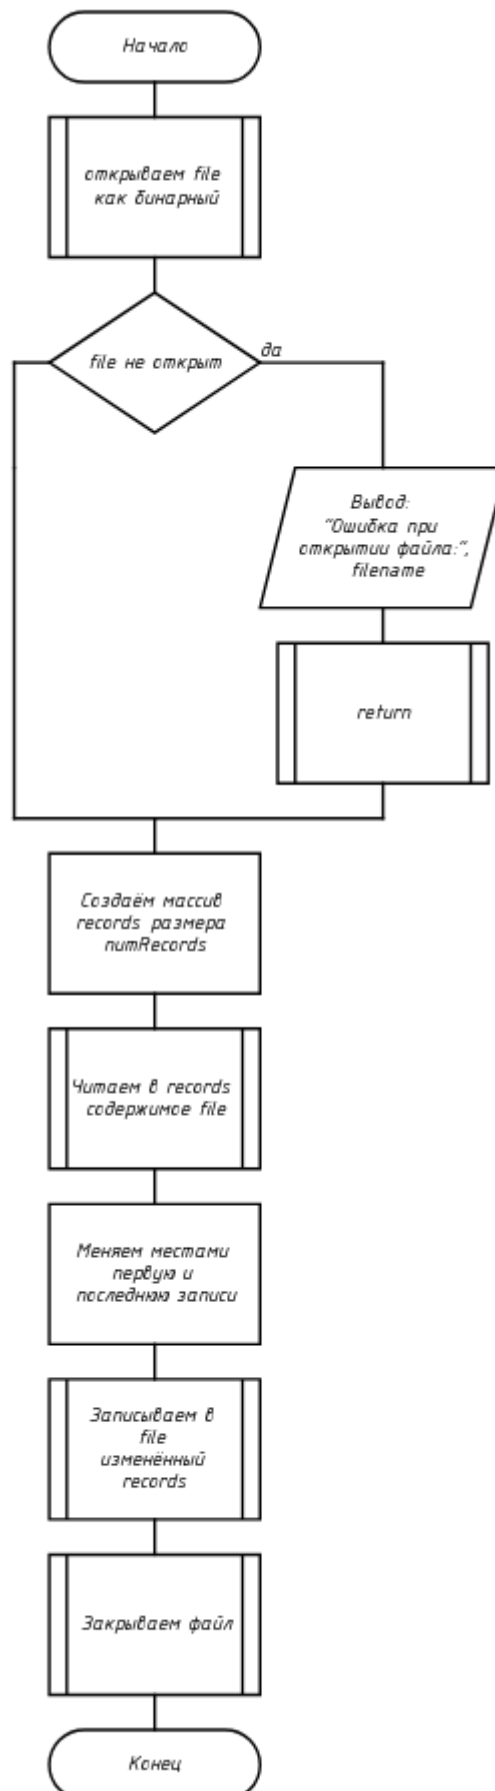 Начало
открываем file
как бинарный
file не открыт
да
Вывод:
"Ошибка при
открытии файла:",
filename
return
Создаём массив
records размера
numRecords
Читаем в records
содержимое file
Меняем местами
первую и
последнюю записи
Записываем в
file
изменённый
records
Закрываем файл
Конец